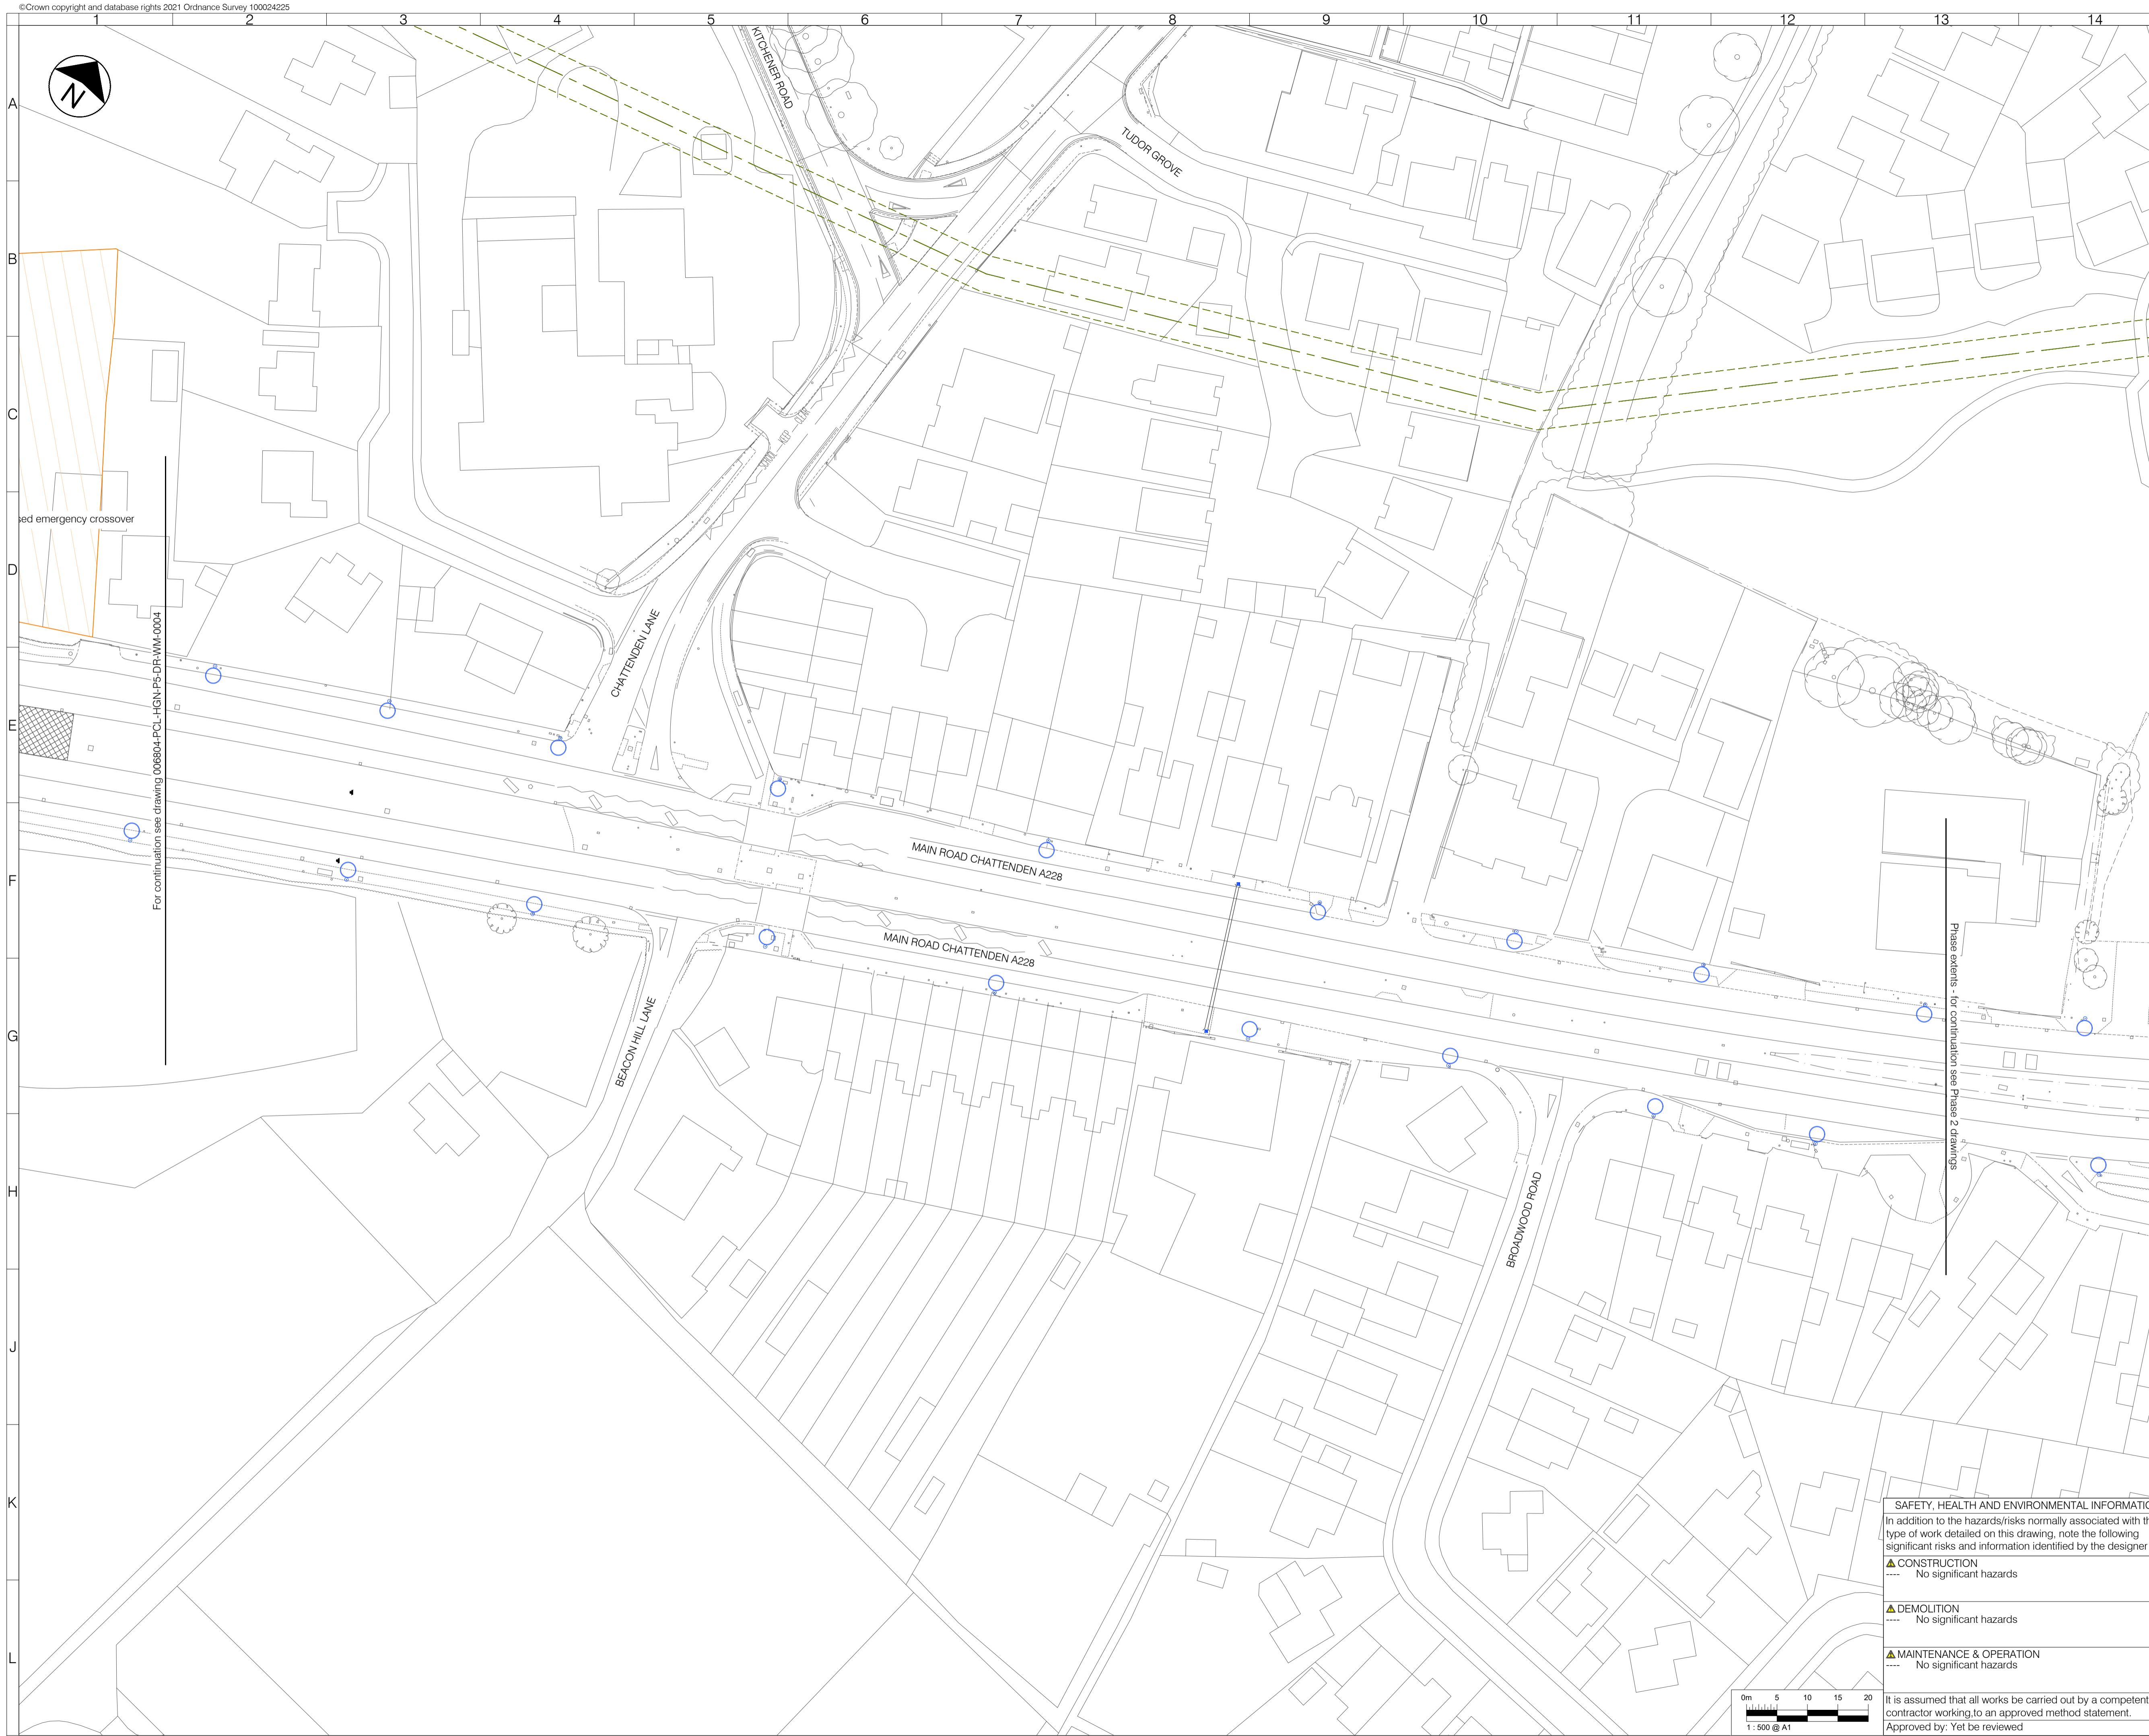 ©Crown copyright and database rights 2021 Ordnance Survey 100024225
1 2 3 4 5 6 7 8 9 10 11 12 13 14
A
B
C
D
E
F
G
H
J
K
L
N
KITCHENER ROAD
TUDOR GROVE
sed emergency crossover
For continuation see drawing 006804-PCL-HGN-P5-DR-WM-0004
CHATTENDEN LANE
MAIN ROAD CHATTENDEN A228
MAIN ROAD CHATTENDEN A228
BEACON HILL LANE
BROADWOOD ROAD
Phase extents - for continuation see Phase 2 drawings
SAFETY, HEALTH AND ENVIRONMENTAL INFORMATIO
In addition to the hazards/risks normally associated with th
type of work detailed on this drawing, note the following
significant risks and information identified by the designer
CONSTRUCTION
---- No significant hazards
DEMOLITION
---- No significant hazards
MAINTENANCE & OPERATION
---- No significant hazards
It is assumed that all works be carried out by a competent
contractor working,to an approved method statement.
Approved by: Yet be reviewed
0m 5 10 15 20
1 : 500 @ A1